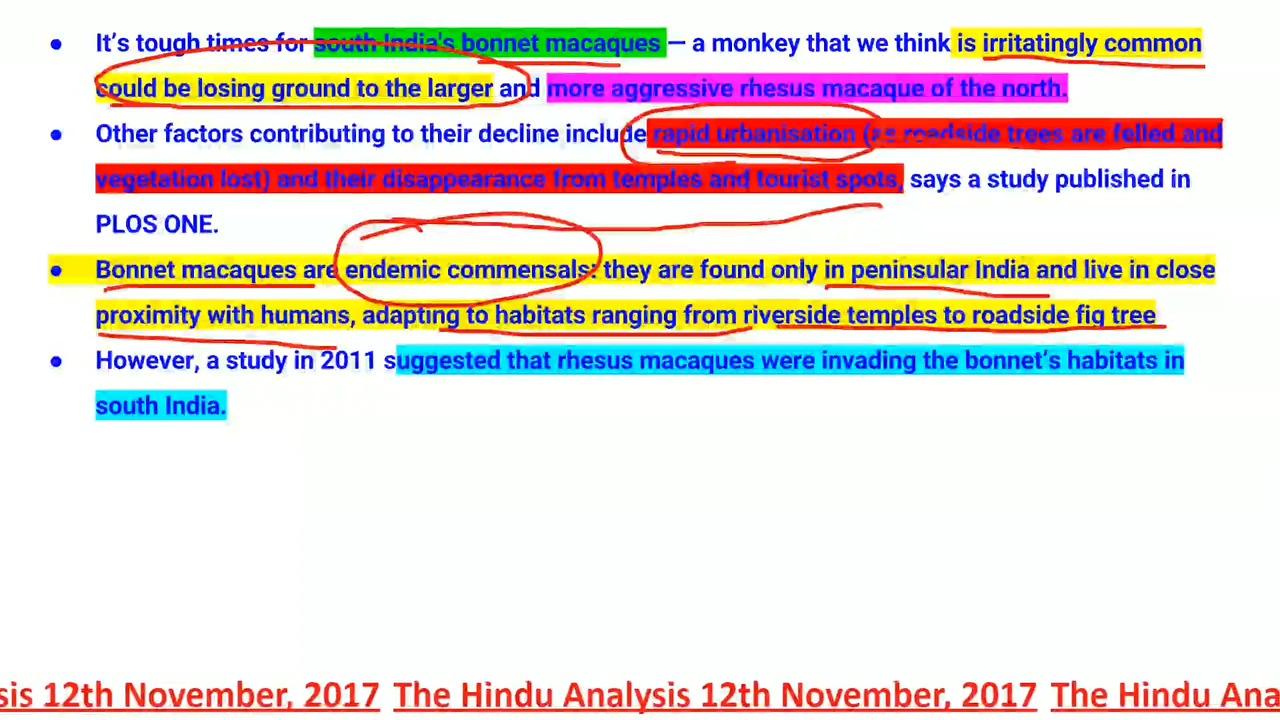 ● It's tough times for south India's bonnet macaques — a monkey that we think is irritatingly common
could be losing ground to the larger and more aggressive rhesus macaque of the north.
● Other factors contributing to their decline include rapid urbanisation (as roadside trees are felled and
vegetation lost) and their disappearance from temples and tourist spots, says a study published in
PLOS ONE.
● Bonnet macaques are endemic commensals: they are found only in peninsular India and live in close
proximity with humans, adapting to habitats ranging from riverside temples to roadside fig tree
● However, a study in 2011 suggested that rhesus macaques were invading the bonnet's habitats in
south India.
sis 12th November, 2017 The Hindu Analysis 12th November, 2017 The Hindu Ana